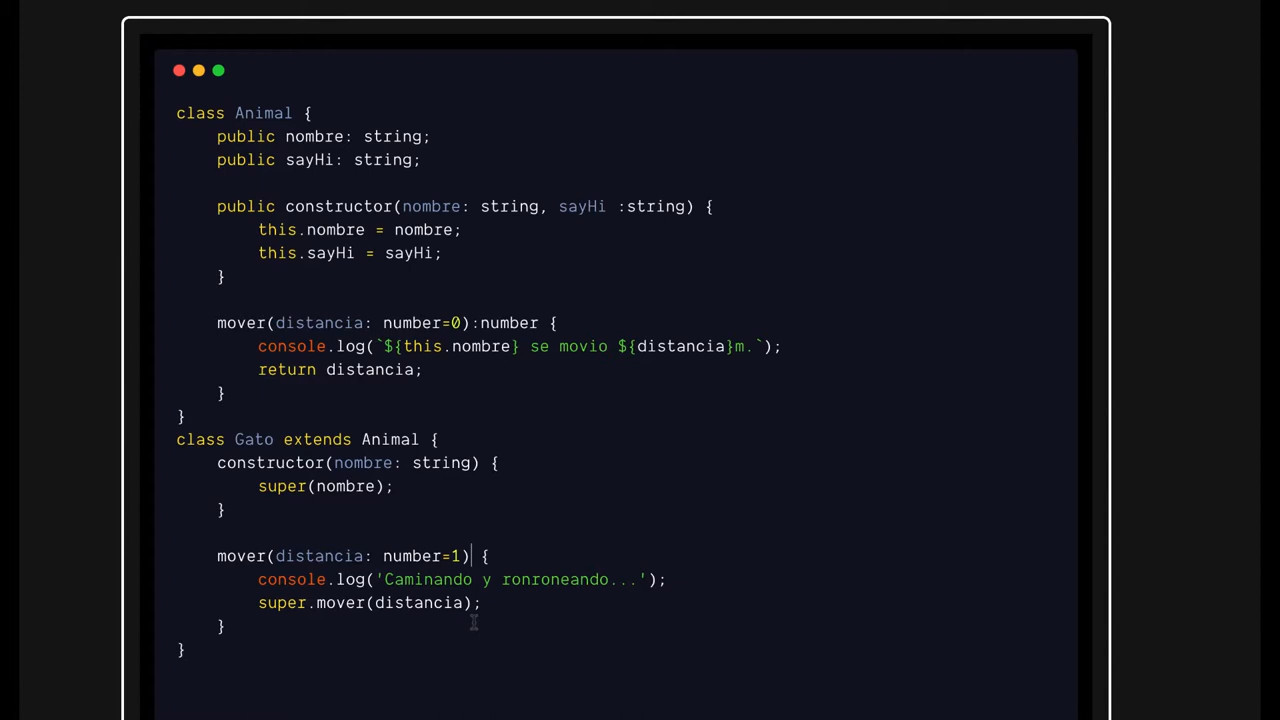 class Animal {
    public nombre: string;
    public sayHi: string;

    public constructor(nombre: string, sayHi :string) {
        this.nombre = nombre;
        this.sayHi = sayHi;
    }

    mover(distancia: number=0):number {
        console.log(`${this.nombre} se movio ${distancia}m.`);
        return distancia;
    }
}
class Gato extends Animal {
    constructor(nombre: string) {
        super(nombre);
    }

    mover(distancia: number=1) {
        console.log('Caminando y ronroneando...');
        super.mover(distancia);
    }
}